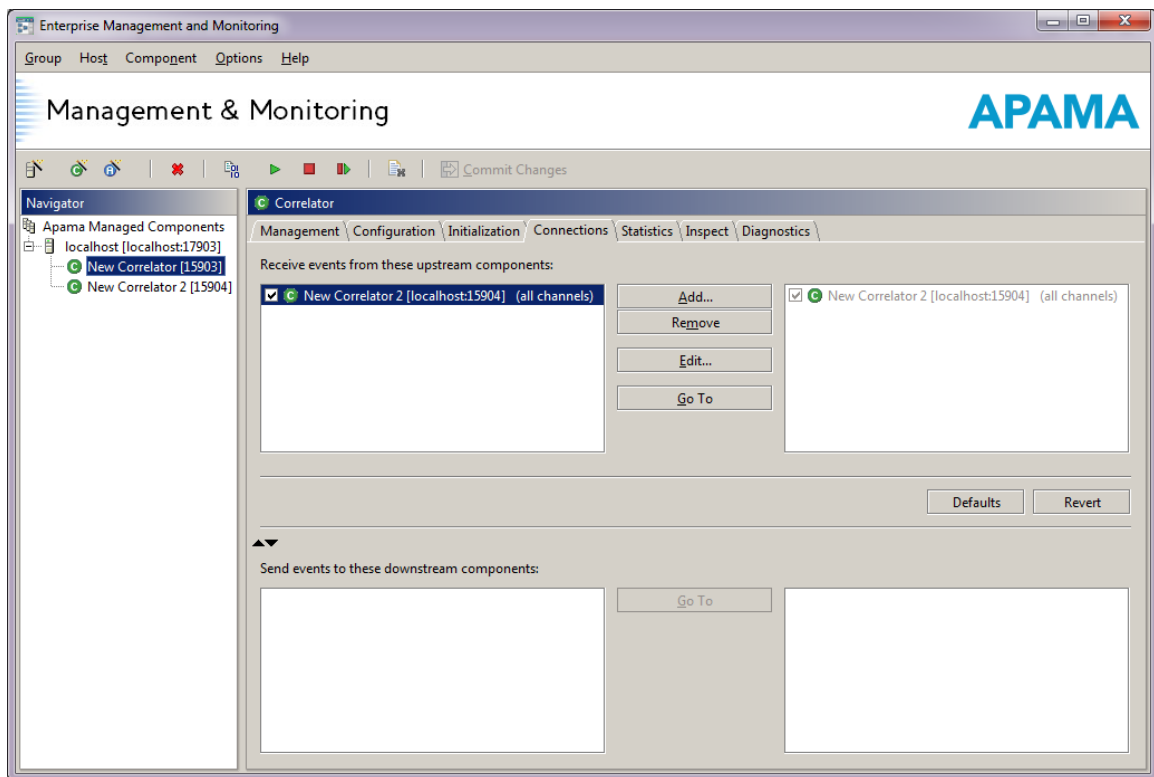 Enterprise Management and Monitoring
Group Host Component Options Help
Management & Monitoring
APAMA
Commit Changes
Navigator
Apama Managed Components
localhost [localhost:17903]
New Correlator [15903]
New Correlator 2 [15904]
Correlator
Management Configuration Initialization Connections Statistics Inspect Diagnostics
Receive events from these upstream components:
New Correlator 2 [localhost:15904] (all channels)
Add...
Remove
Edit...
Go To
New Correlator 2 [localhost:15904] (all channels)
Defaults Revert
Send events to these downstream components:
Go To